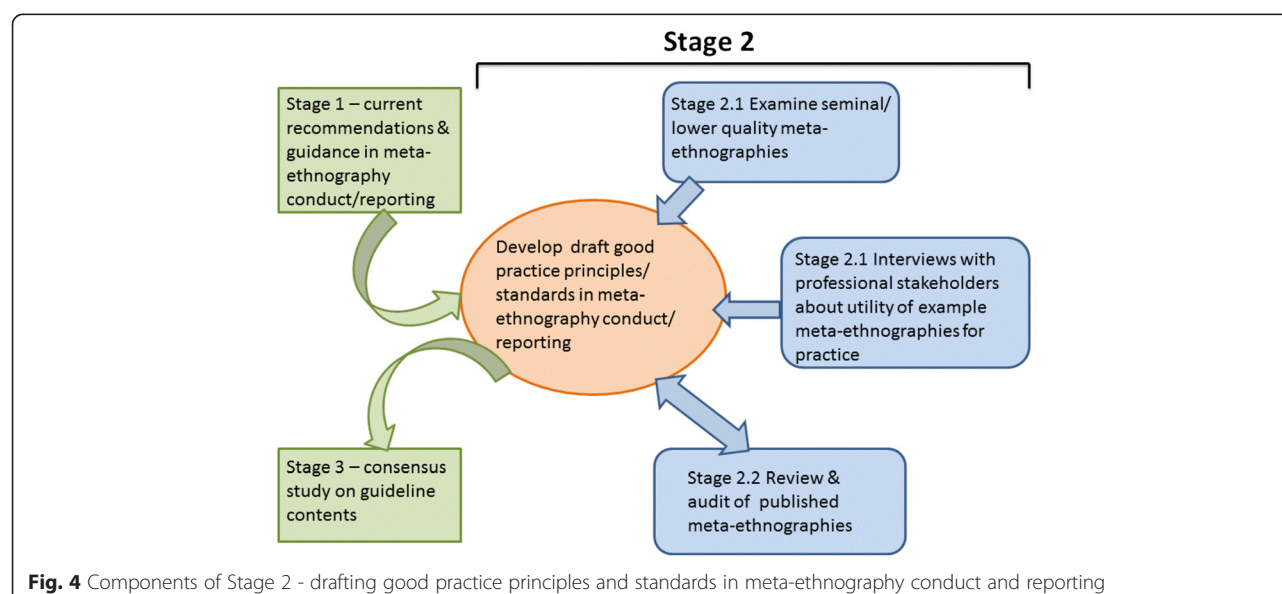 Stage 2
Stage 1 – current
recommendations &
guidance in meta-
ethnography
conduct/reporting
Stage 2.1 Examine seminal/
lower quality meta-
ethnographies
Develop draft good
practice principles/
standards in meta-
ethnography conduct/
reporting
Stage 2.1 Interviews with
professional stakeholders
about utility of example
meta-ethnographies for
practice
Stage 3 – consensus
study on guideline
contents
Stage 2.2 Review &
audit of published
meta-ethnographies
Fig. 4 Components of Stage 2 - drafting good practice principles and standards in meta-ethnography conduct and reporting